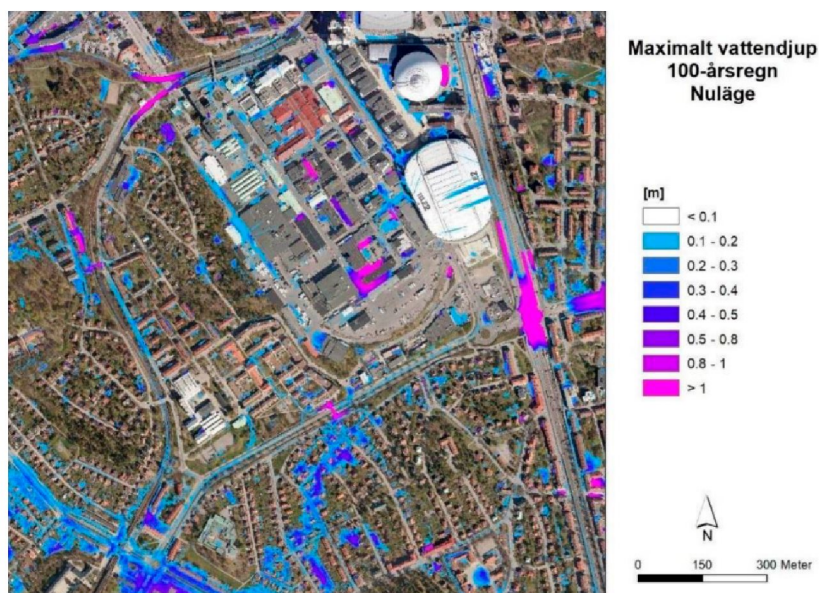 Maximalt vattendjup
100-årsregn
Nuläge
[m]
< 0.1
0.1 - 0.2
0.2 - 0.3
0.3 - 0.4
0.4 - 0.5
0.5 - 0.8
0.8 - 1
> 1
N
0 150 300 Meter